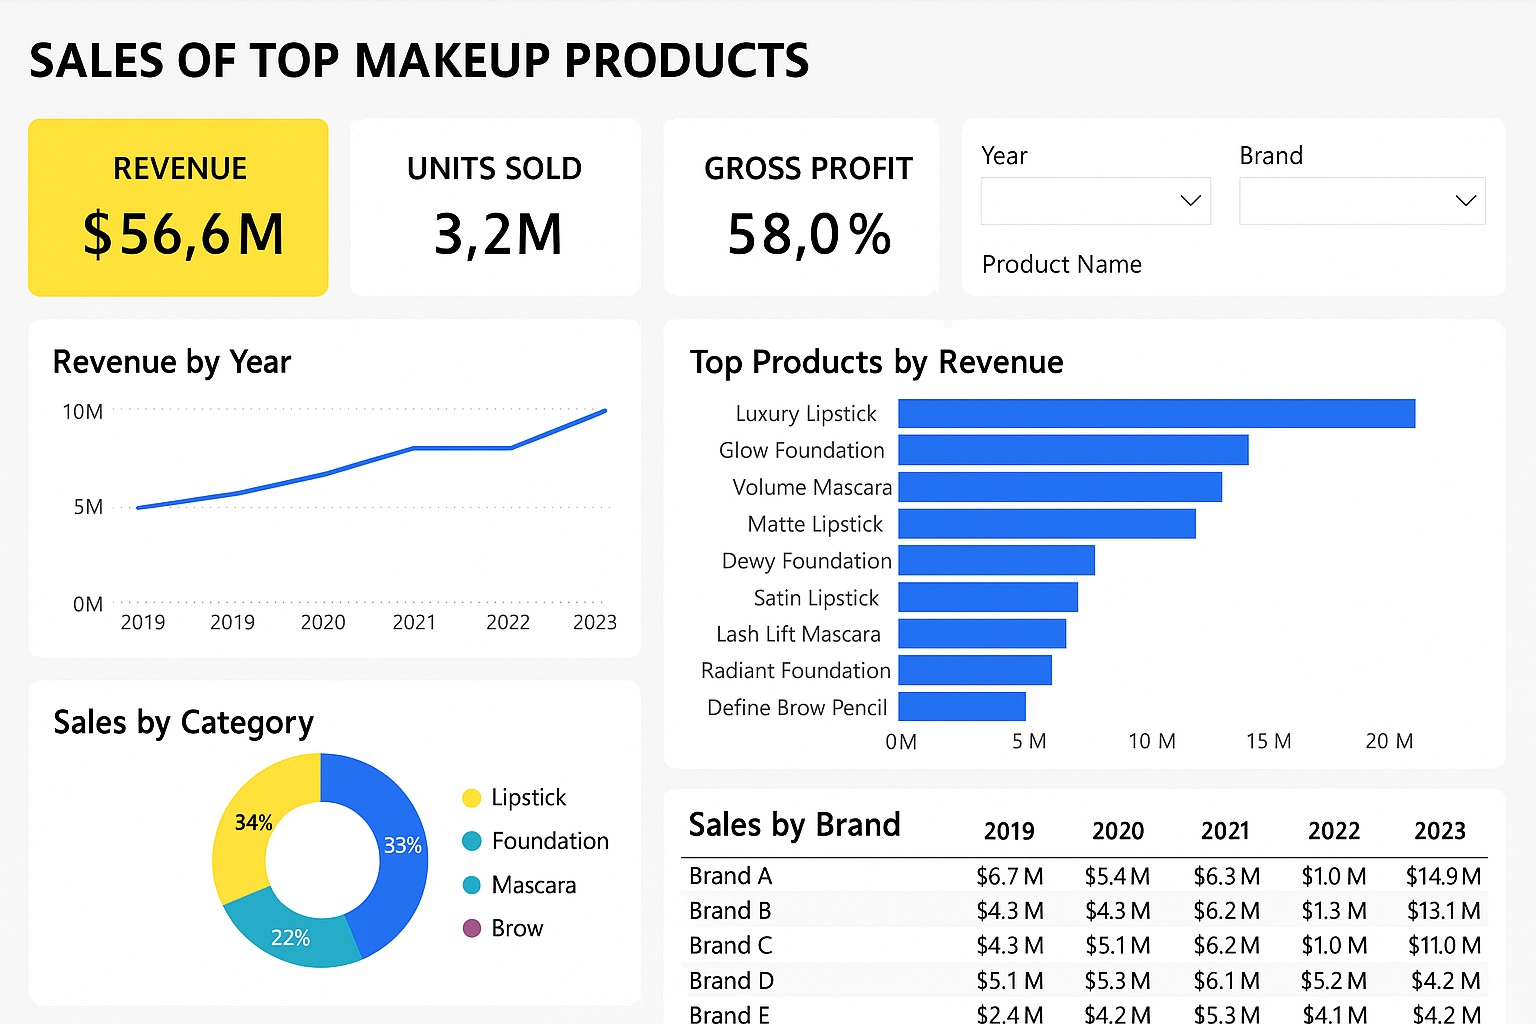 SALES OF TOP MAKEUP PRODUCTS
REVENUE
$56,6M
UNITS SOLD
3,2M
GROSS PROFIT
58,0%
Year
Brand
Product Name
Revenue by Year
10M
5M
0M
2019 2019 2020 2021 2022 2023
Top Products by Revenue
Luxury Lipstick
Glow Foundation
Volume Mascara
Matte Lipstick
Dewy Foundation
Satin Lipstick
Lash Lift Mascara
Radiant Foundation
Define Brow Pencil
0M 5 M 10 M 15 M 20 M
Sales by Category
34%
33%
22%
Lipstick
Foundation
Mascara
Brow
Sales by Brand 2019 2020 2021 2022 2023
Brand A $6.7 M $5.4 M $6.3 M $1.0 M $14.9 M
Brand B $4.3 M $4.3 M $6.2 M $1.3 M $13.1 M
Brand C $4.3 M $5.1 M $6.2 M $1.0 M $11.0 M
Brand D $5.1 M $5.3 M $6.1 M $5.2 M $4.2 M
Brand E $2.4 M $4.2 M $5.3 M $4.1 M $4.2 M